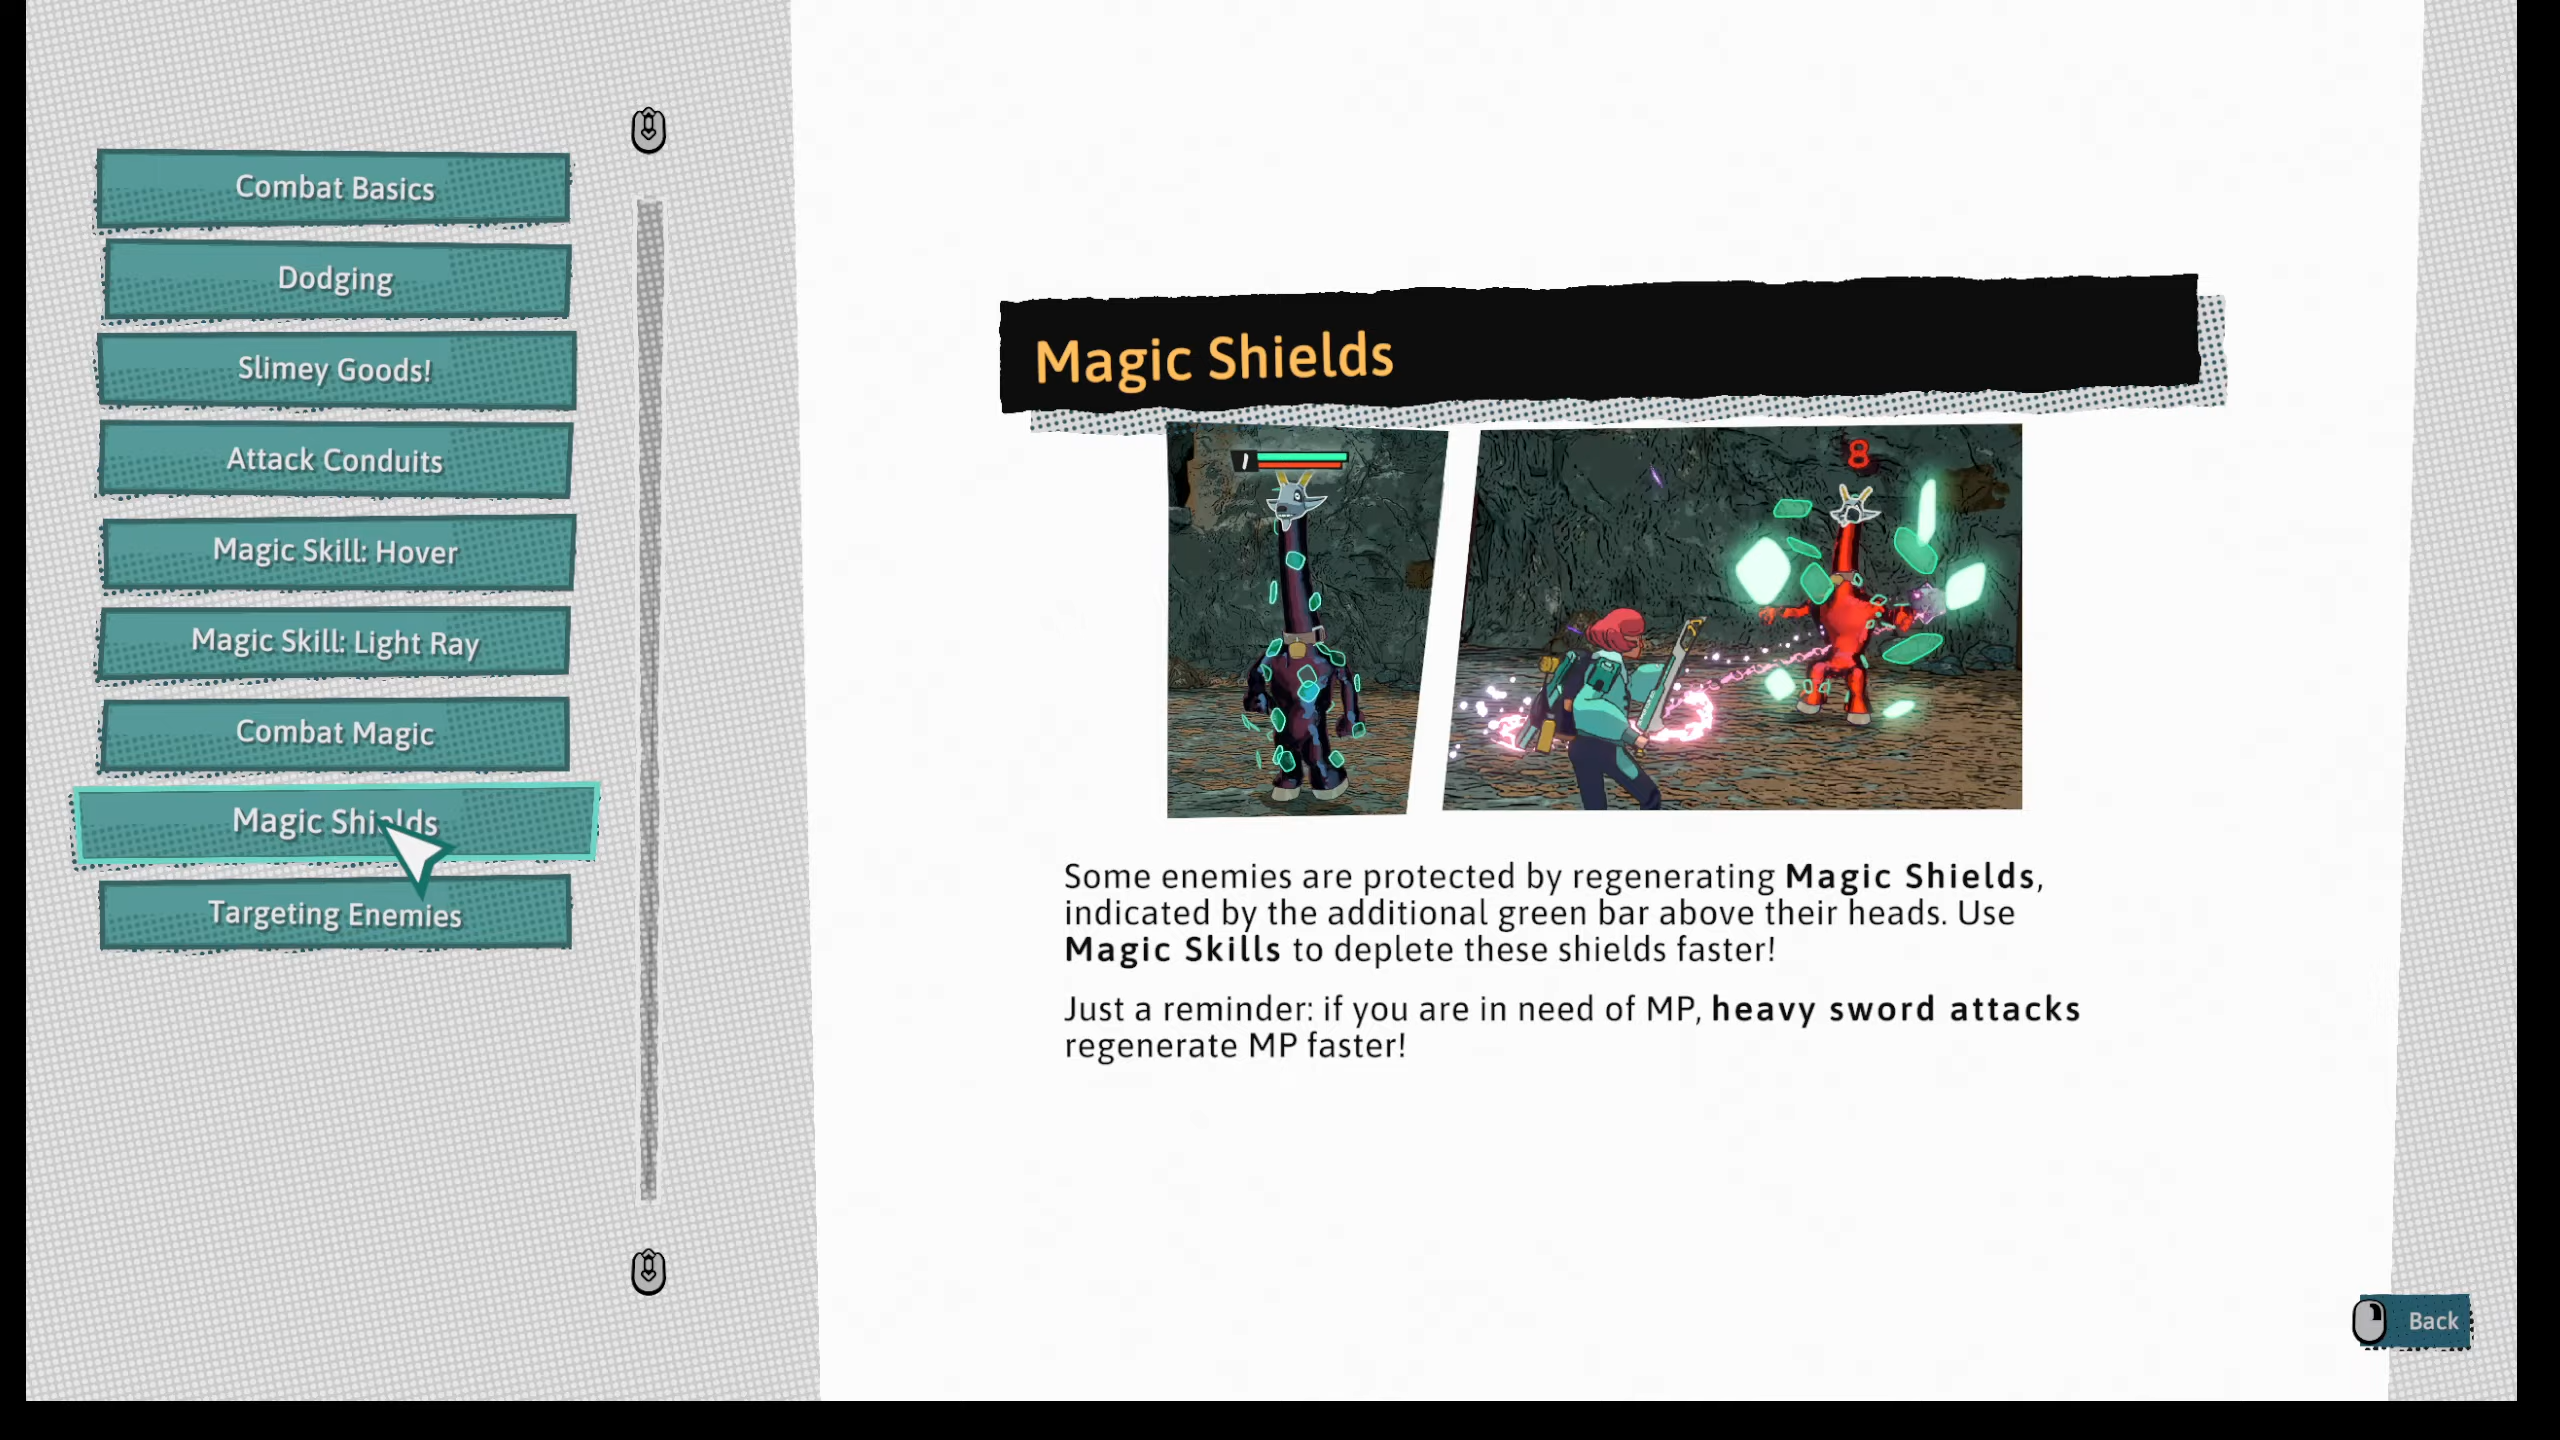 Combat Basics
Dodging
Slimey Goods!
Attack Conduits
Magic Skill: Hover
Magic Skill: Light Ray
Combat Magic
Magic Shields
Targeting Enemies
Magic Shields
1
8
Some enemies are protected by regenerating Magic Shields,
indicated by the additional green bar above their heads. Use
Magic Skills to deplete these shields faster!
Just a reminder: if you are in need of MP, heavy sword attacks
regenerate MP faster!
Back